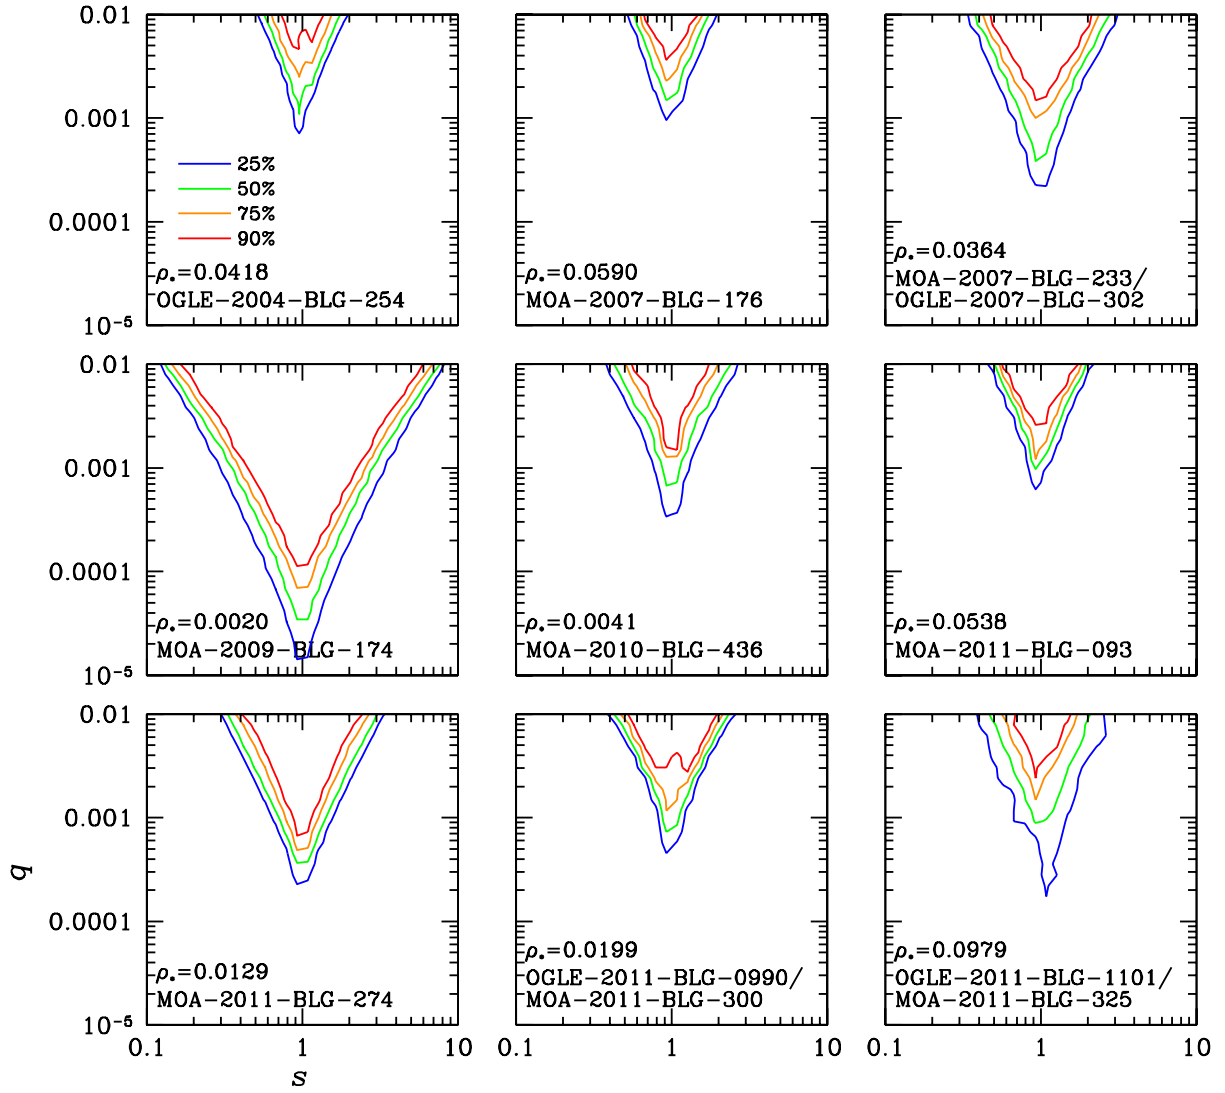 0.01
0.001
0.0001
10-5
25%
50%
75%
90%
ρ*=0.0418
OGLE-2004-BLG-254
ρ*=0.0590
MOA-2007-BLG-176
ρ*=0.0364
MOA-2007-BLG-233/
OGLE-2007-BLG-302
0.01
0.001
0.0001
10-5
ρ*=0.0020
MOA-2009-BLG-174
ρ*=0.0041
MOA-2010-BLG-436
ρ*=0.0538
MOA-2011-BLG-093
q
0.01
0.001
0.0001
10-5
ρ*=0.0129
MOA-2011-BLG-274
ρ*=0.0199
OGLE-2011-BLG-0990/
MOA-2011-BLG-300
ρ*=0.0979
OGLE-2011-BLG-1101/
MOA-2011-BLG-325
0.1 1 10 0.1 1 10 0.1 1 10
s